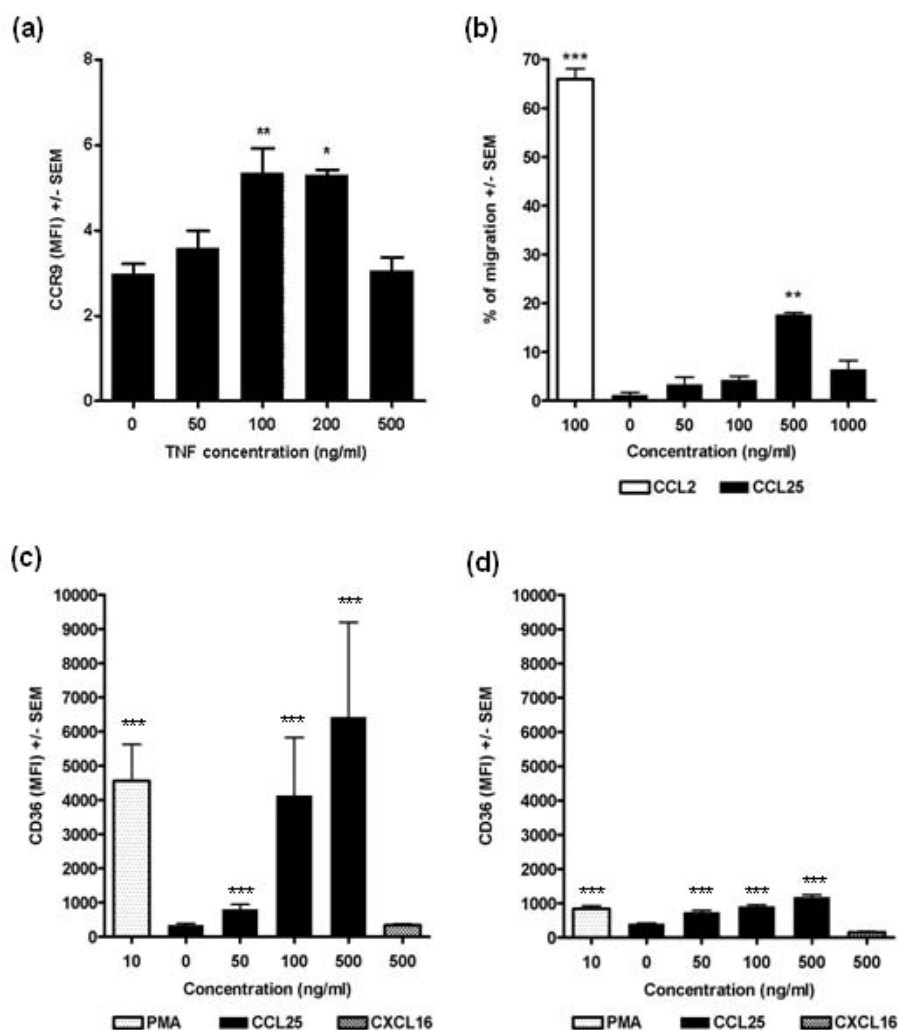 (a)
8
6
4
2
0
CCR9 (MFI) +/- SEM
**
*
0 50 100 200 500
TNF concentration (ng/ml)
(b)
70
60
50
40
30
20
10
0
% of migration +/- SEM
***
**
100 0 50 100 500 1000
Concentration (ng/ml)
CCL2 CCL25
(c)
10000
9000
8000
7000
6000
5000
4000
3000
2000
1000
0
CD36 (MFI) +/- SEM
***
***
***
***
10 0 50 100 500 500
Concentration (ng/ml)
PMA CCL25 CXCL16
(d)
10000
9000
8000
7000
6000
5000
4000
3000
2000
1000
0
CD36 (MFI) +/- SEM
***
***
***
***
10 0 50 100 500 500
Concentration (ng/ml)
PMA CCL25 CXCL16